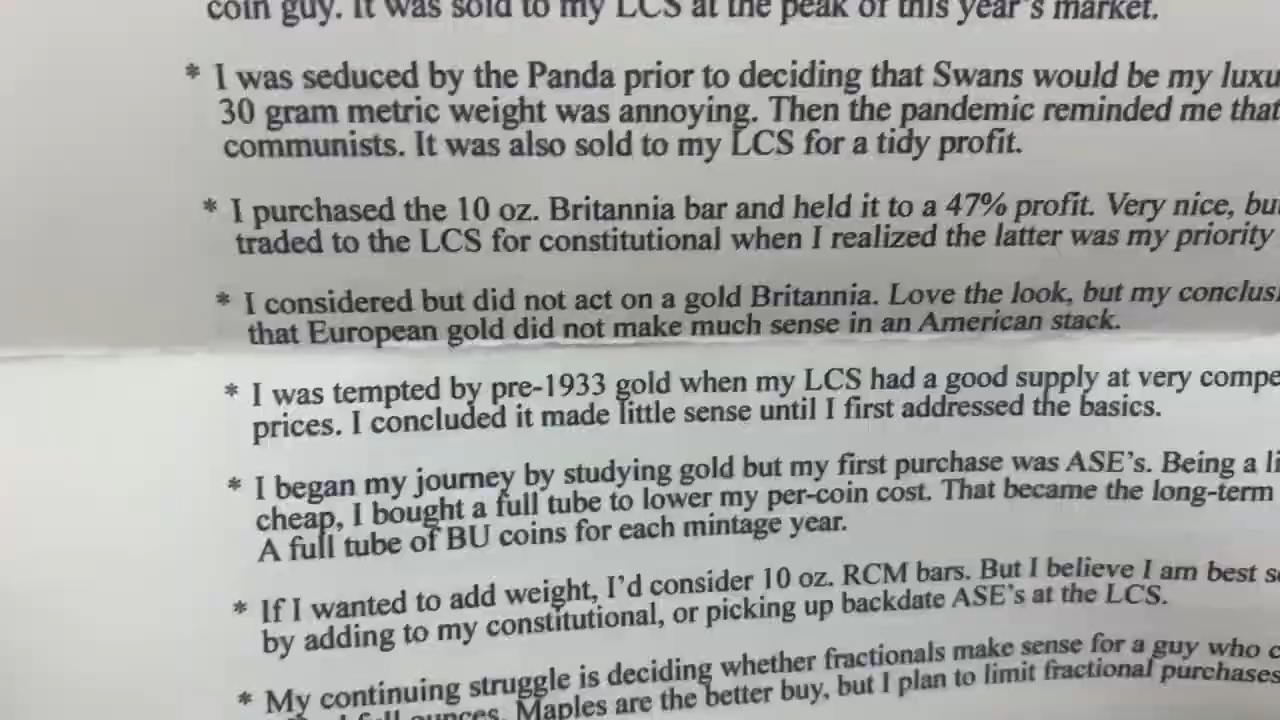 coin guy. It was sold to my LCS at the peak of this year's market.
* I was seduced by the Panda prior to deciding that Swans would be my
30 gram metric weight was annoying. Then the pandemic reminded me that
communists. It was also sold to my LCS for a tidy profit.
* I purchased the 10 oz. Britannia bar and held it to a 47% profit. Very nice,
traded to the LCS for constitutional when I realized the latter was my priority
* I considered but did not act on a gold Britannia. Love the look, but my
that European gold did not make much sense in an American stack.
* I was tempted by pre-1933 gold when my LCS had a good supply at very
prices. I concluded it made little sense until I first addressed the basics.
* I began my journey by studying gold but my first purchase was ASE's. Being a
cheap, I bought a full tube to lower my per-coin cost. That became the long-term
A full tube of BU coins for each mintage year.
* If I wanted to add weight, I'd consider 10 oz. RCM bars. But I believe I am best
by adding to my constitutional, or picking up backdate ASE's at the LCS.
* My continuing struggle is deciding whether fractionals make sense for a guy who
full ounces. Maples are the better buy, but I plan to limit fractional purchases